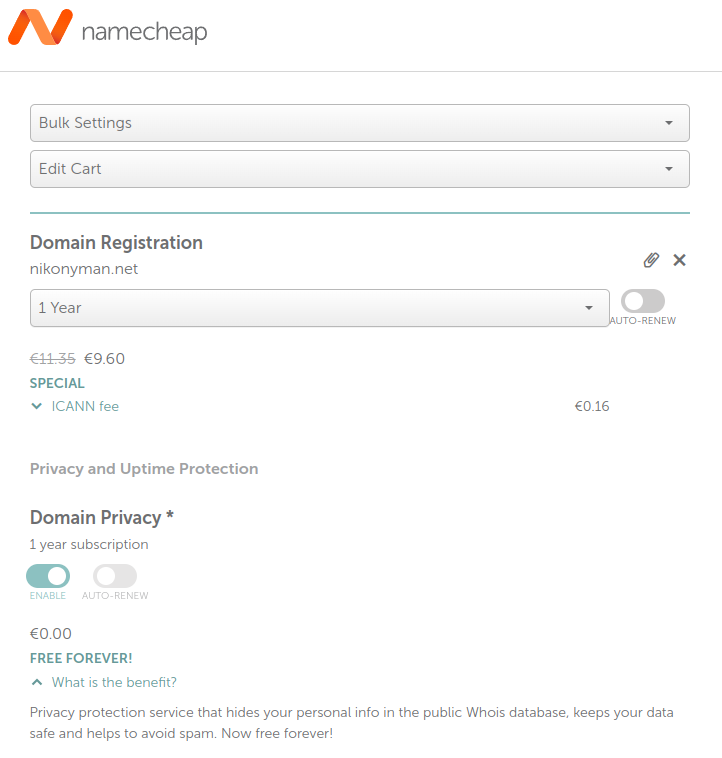 namecheap
Bulk Settings
Edit Cart
Domain Registration
nikonyman.net
1 Year
AUTO-RENEW
€11.35 €9.60
SPECIAL
ICANN fee €0.16
Privacy and Uptime Protection
Domain Privacy *
1 year subscription
ENABLE AUTO-RENEW
€0.00
FREE FOREVER!
What is the benefit?
Privacy protection service that hides your personal info in the public Whois database, keeps your data
safe and helps to avoid spam. Now free forever!